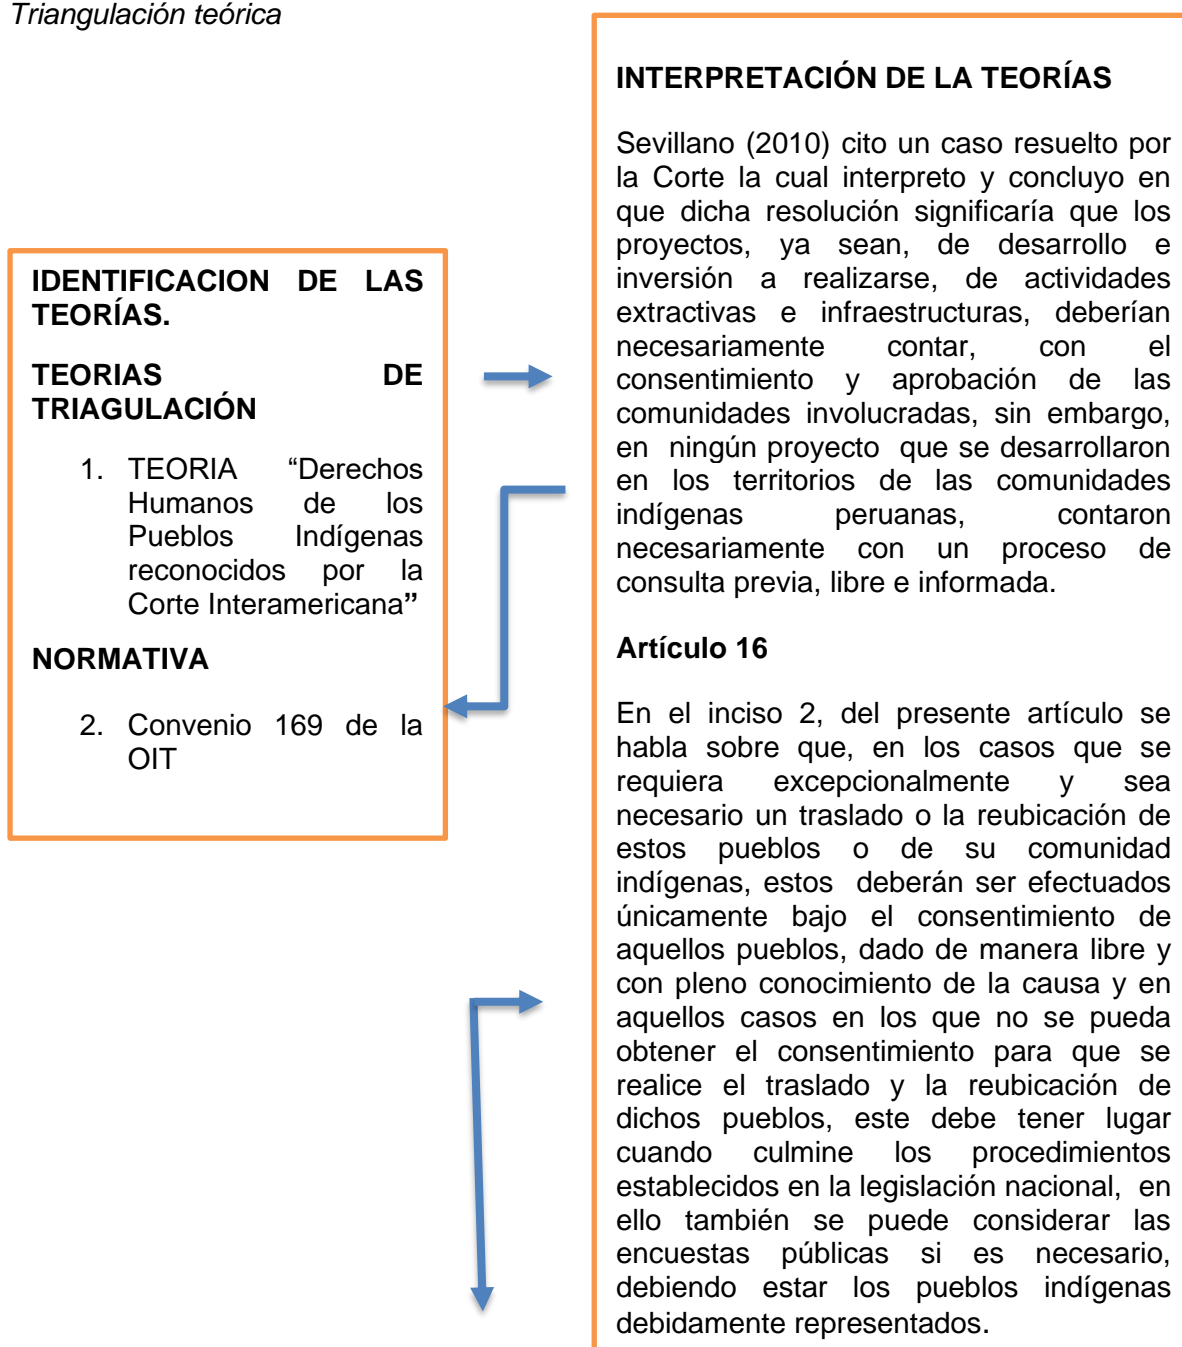 Triangulación teórica
IDENTIFICACION DE LAS
TEORÍAS.
TEORIAS DE
TRIAGULACIÓN
1. TEORIA “Derechos
Humanos de los
Pueblos Indígenas
reconocidos por la
Corte Interamericana”
NORMATIVA
2. Convenio 169 de la
OIT
INTERPRETACIÓN DE LA TEORÍAS
Sevillano (2010) cito un caso resuelto por
la Corte la cual interpreto y concluyo en
que dicha resolución significaría que los
proyectos, ya sean, de desarrollo e
inversión a realizarse, de actividades
extractivas e infraestructuras, deberían
necesariamente contar, con el
consentimiento y aprobación de las
comunidades involucradas, sin embargo,
en ningún proyecto que se desarrollaron
en los territorios de las comunidades
indígenas peruanas, contaron
necesariamente con un proceso de
consulta previa, libre e informada.
Artículo 16
En el inciso 2, del presente artículo se
habla sobre que, en los casos que se
requiera excepcionalmente y sea
necesario un traslado o la reubicación de
estos pueblos o de su comunidad
indígenas, estos deberán ser efectuados
únicamente bajo el consentimiento de
aquellos pueblos, dado de manera libre y
con pleno conocimiento de la causa y en
aquellos casos en los que no se pueda
obtener el consentimiento para que se
realice el traslado y la reubicación de
dichos pueblos, este debe tener lugar
cuando culmine los procedimientos
establecidos en la legislación nacional, en
ello también se puede considerar las
encuestas públicas si es necesario,
debiendo estar los pueblos indígenas
debidamente representados.